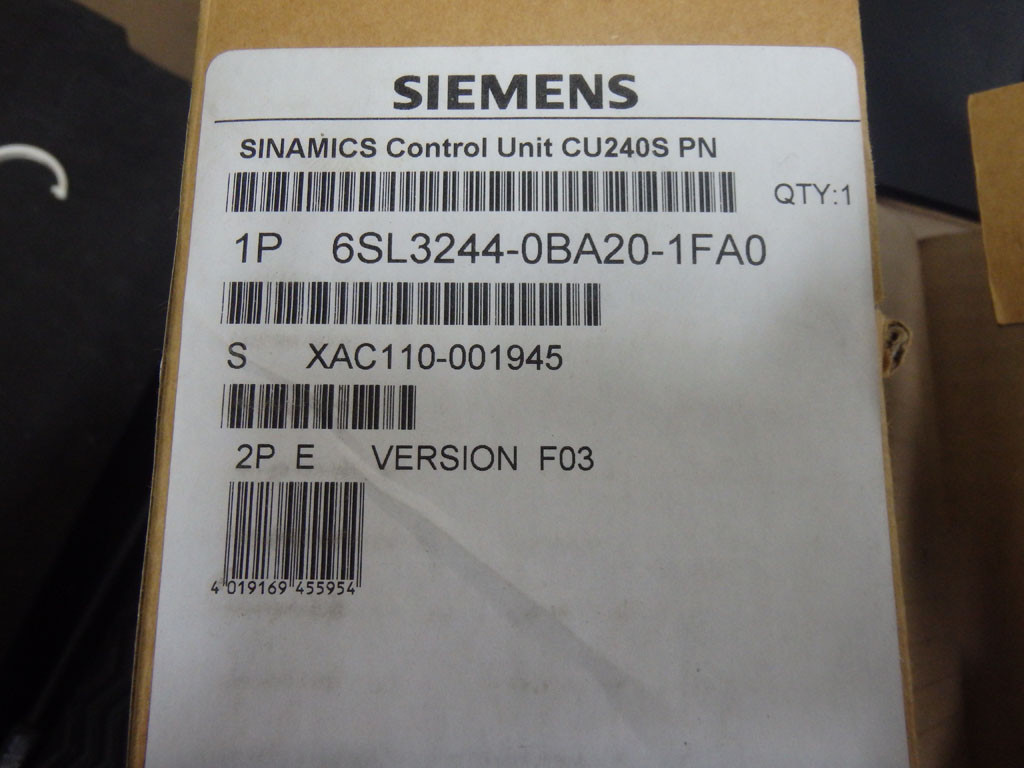 SIEMENS
SINAMICS Control Unit CU240S PN
QTY:1
1P 6SL3244-0BA20-1FA0
S XAC110-001945
2P E VERSION F03
4 019169 455954